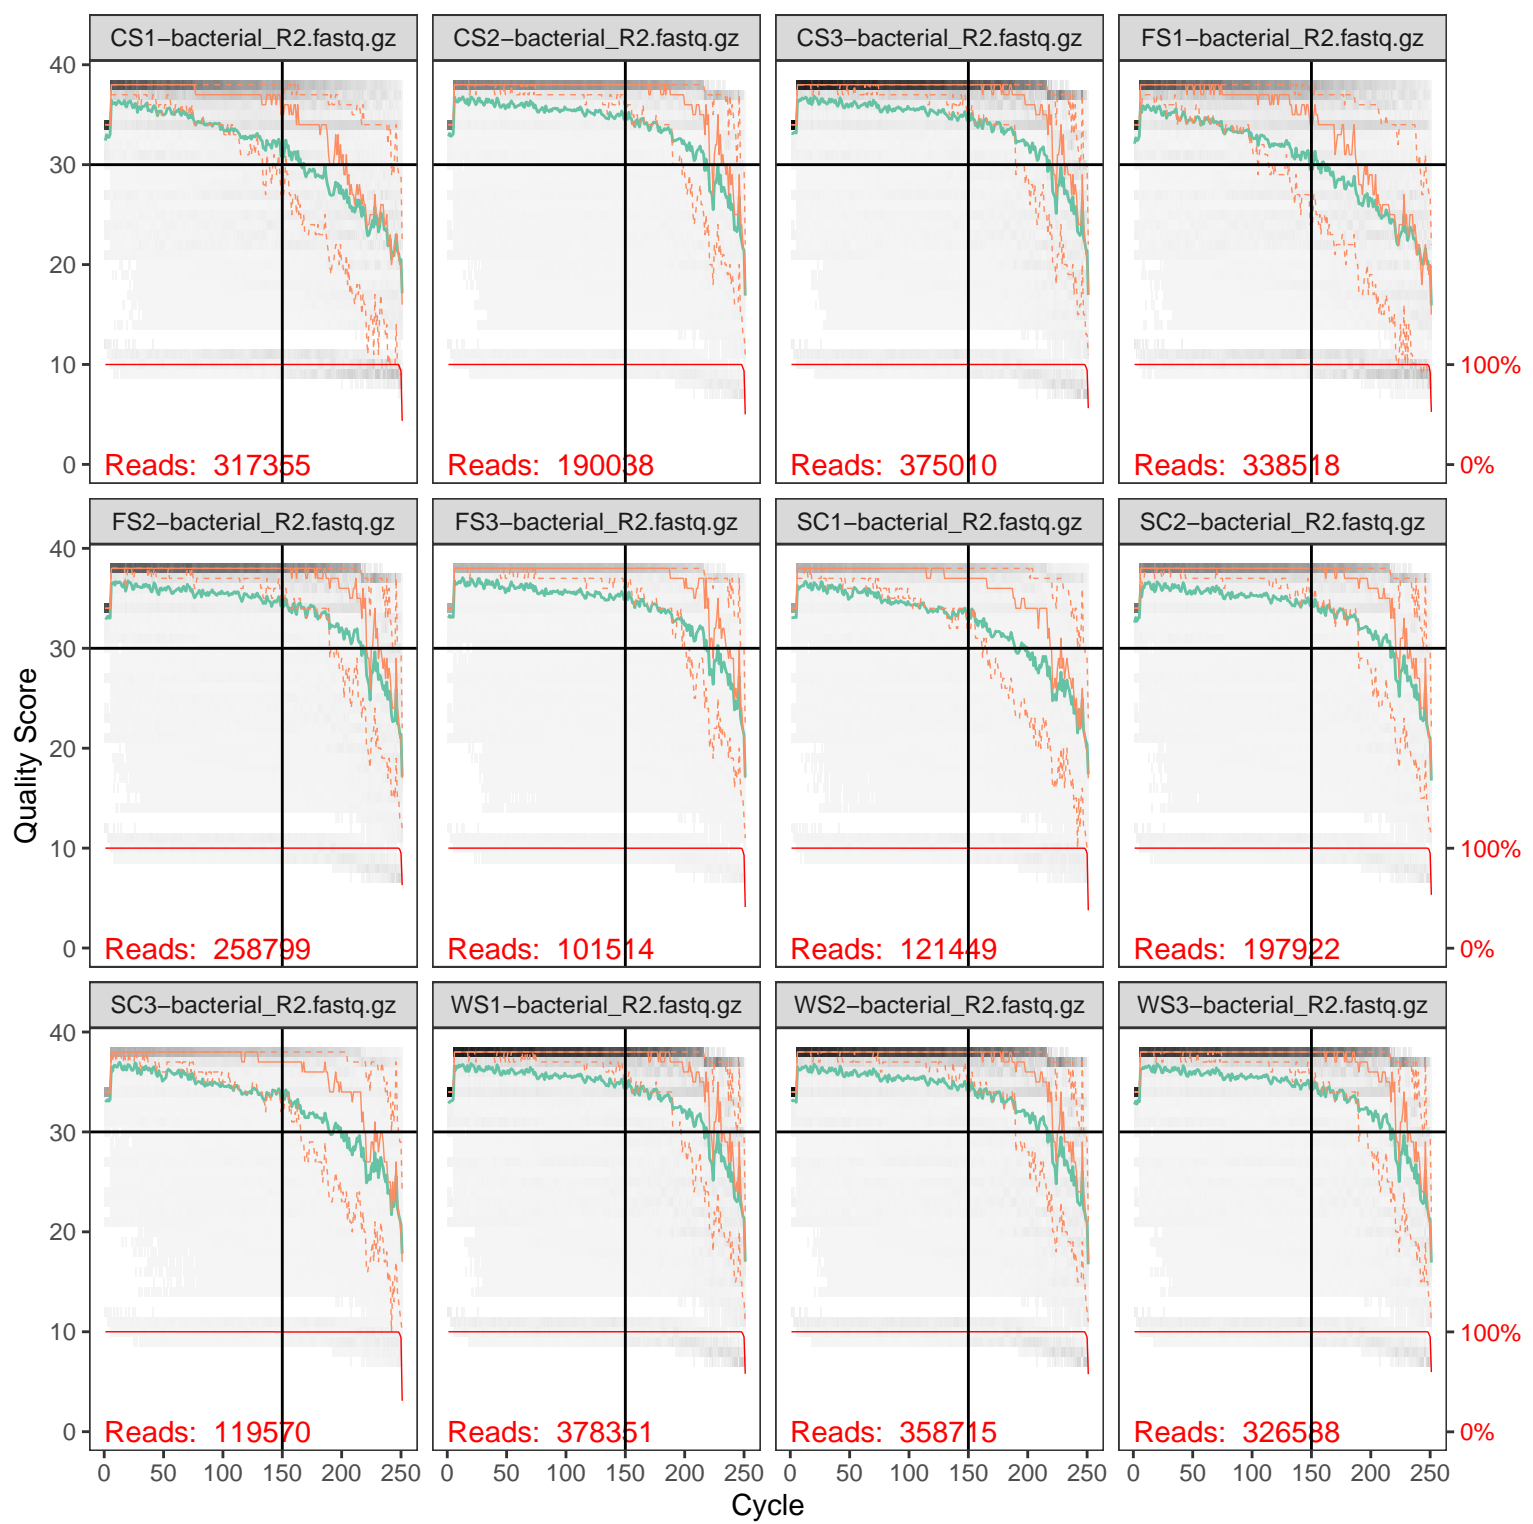 CS1−bacterial_R2.fastq.gz CS2−bacterial_R2.fastq.gz CS3−bacterial_R2.fastq.gz FS1−bacterial_R2.fastq.gz
40
30
20
10 100%
0 Reads: 317355 Reads: 190038 Reads: 375010 Reads: 338518 0%
FS2−bacterial_R2.fastq.gz FS3−bacterial_R2.fastq.gz SC1−bacterial_R2.fastq.gz SC2−bacterial_R2.fastq.gz
40
30
20
10 100%
0 Reads: 258799 Reads: 101514 Reads: 121449 Reads: 197922 0%
SC3−bacterial_R2.fastq.gz WS1−bacterial_R2.fastq.gz WS2−bacterial_R2.fastq.gz WS3−bacterial_R2.fastq.gz
40
30
20
10 100%
0 Reads: 119570 Reads: 378351 Reads: 358715 Reads: 326588 0%
0 50 100 150 200 250 0 50 100 150 200 250 0 50 100 150 200 250 0 50 100 150 200 250
Cycle
Quality Score